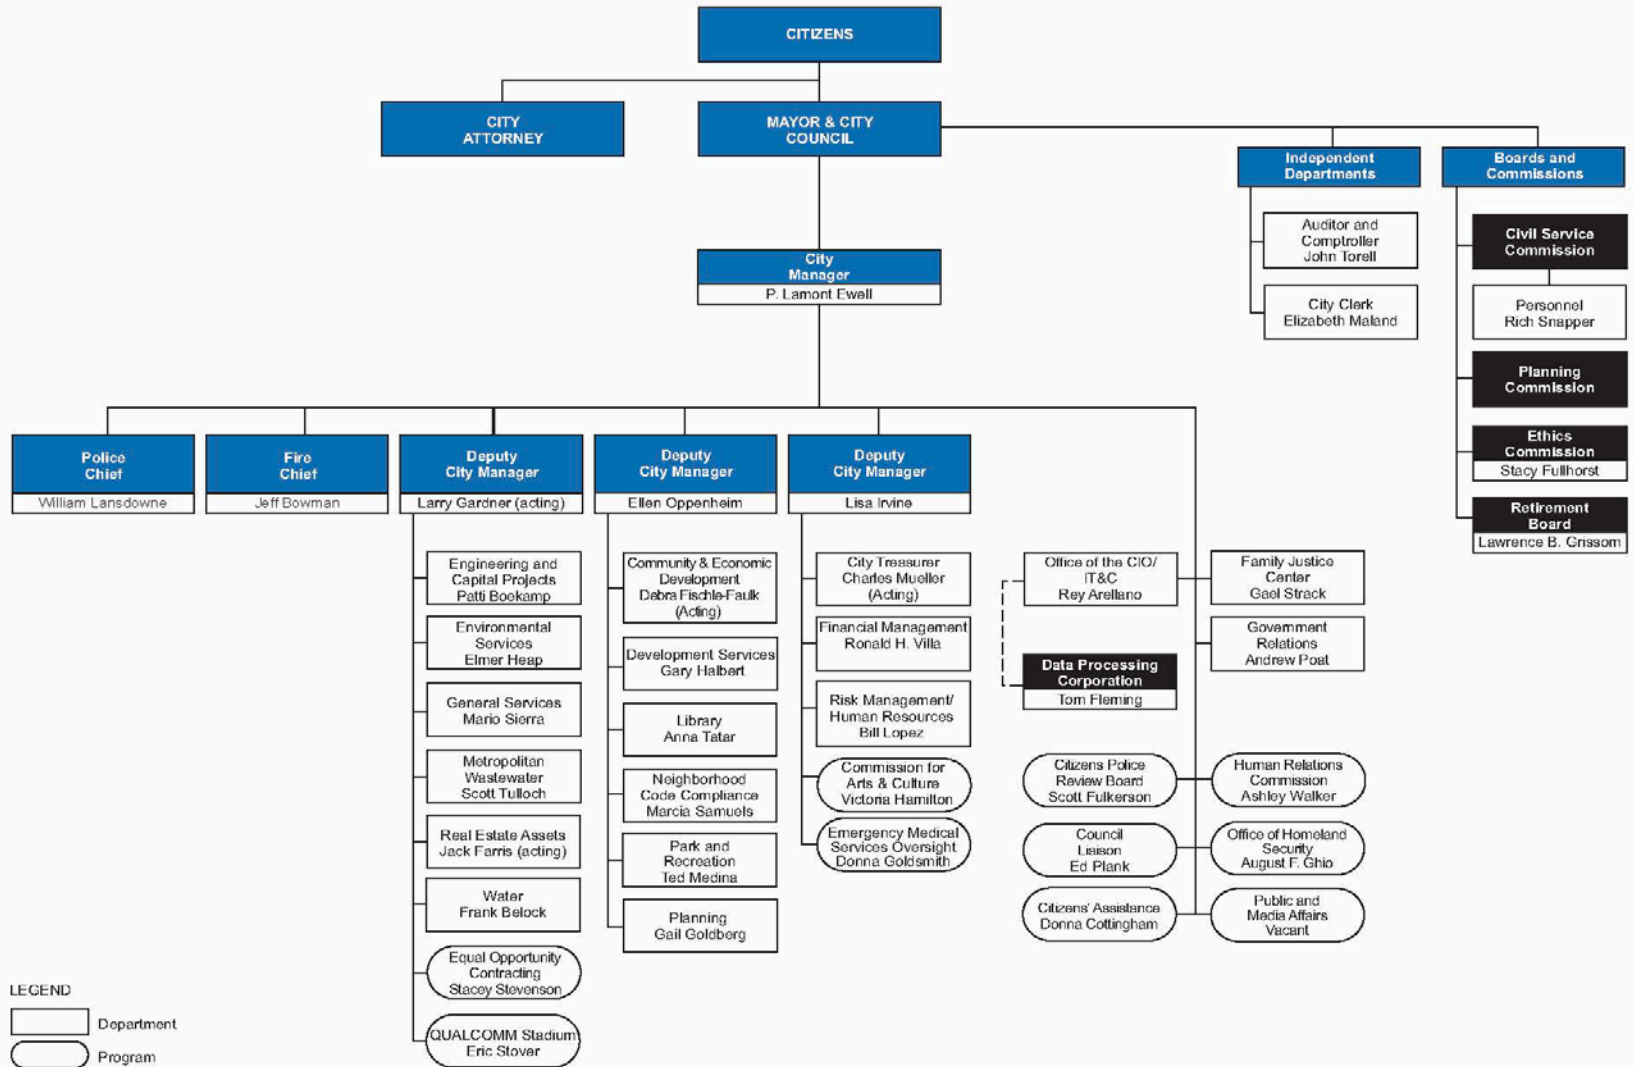 CITIZENS
CITY
ATTORNEY
MAYOR & CITY
COUNCIL
Independent
Departments
Boards and
Commissions
Auditor and
Comptroller
John Torell
City Clerk
Elizabeth Maland
Civil Service
Commission
Personnel
Rich Snapper
Planning
Commission
Ethics
Commission
Stacy Fullhorst
Retirement
Board
Lawrence B. Grissom
City
Manager
P. Lamont Ewell
Police
Chief
William Lansdowne
Fire
Chief
Jeff Bowman
Deputy
City Manager
Larry Gardner (acting)
Deputy
City Manager
Ellen Oppenheim
Deputy
City Manager
Lisa Irvine
Engineering and
Capital Projects
Patti Boekamp
Environmental
Services
Elmer Heap
General Services
Mario Sierra
Metropolitan
Wastewater
Scott Tulloch
Real Estate Assets
Jack Farris (acting)
Water
Frank Belock
Equal Opportunity
Contracting
Stacey Stevenson
QUALCOMM Stadium
Eric Stover
Community & Economic
Development
Debra Fischle-Faulk
(Acting)
Development Services
Gary Halbert
Library
Anna Tatar
Neighborhood
Code Compliance
Marcia Samuels
Park and
Recreation
Ted Medina
Planning
Gail Goldberg
City Treasurer
Charles Mueller
(Acting)
Financial Management
Ronald H. Villa
Risk Management/
Human Resources
Bill Lopez
Commission for
Arts & Culture
Victoria Hamilton
Emergency Medical
Services Oversight
Donna Goldsmith
Office of the CIO/
IT&C
Rey Arellano
Family Justice
Center
Gael Strack
Government
Relations
Andrew Poat
Data Processing
Corporation
Tom Fleming
Citizens Police
Review Board
Scott Fulkerson
Human Relations
Commission
Ashley Walker
Council
Liaison
Ed Plank
Office of Homeland
Security
August F. Ghio
Citizens' Assistance
Donna Cottingham
Public and
Media Affairs
Vacant
LEGEND
Department
Program